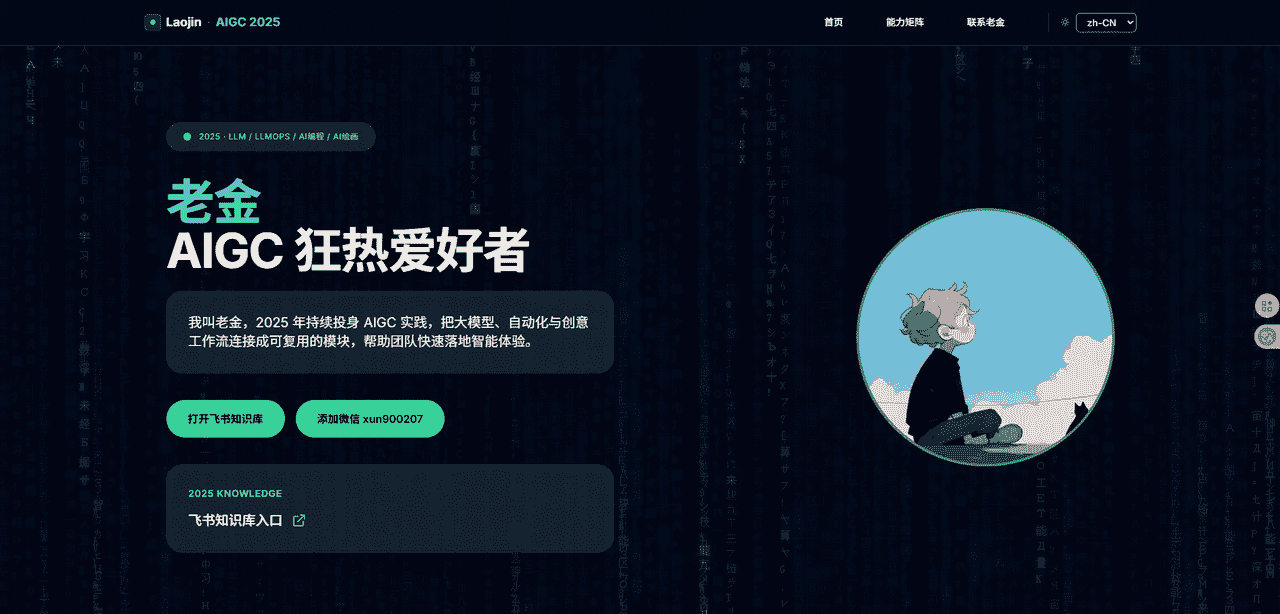 Laojin · AIGC 2025
首页
能力矩阵
联系老金
zh-CN
2025 · LLM / LLMOPS / AI编程 / AI绘画
老金
AIGC 狂热爱好者
我叫老金，2025 年持续投身 AIGC 实践，把大模型、自动化与创意
工作流连接成可复用的模块，帮助团队快速落地智能体验。
打开飞书知识库
添加微信 xun900207
2025 KNOWLEDGE
飞书知识库入口